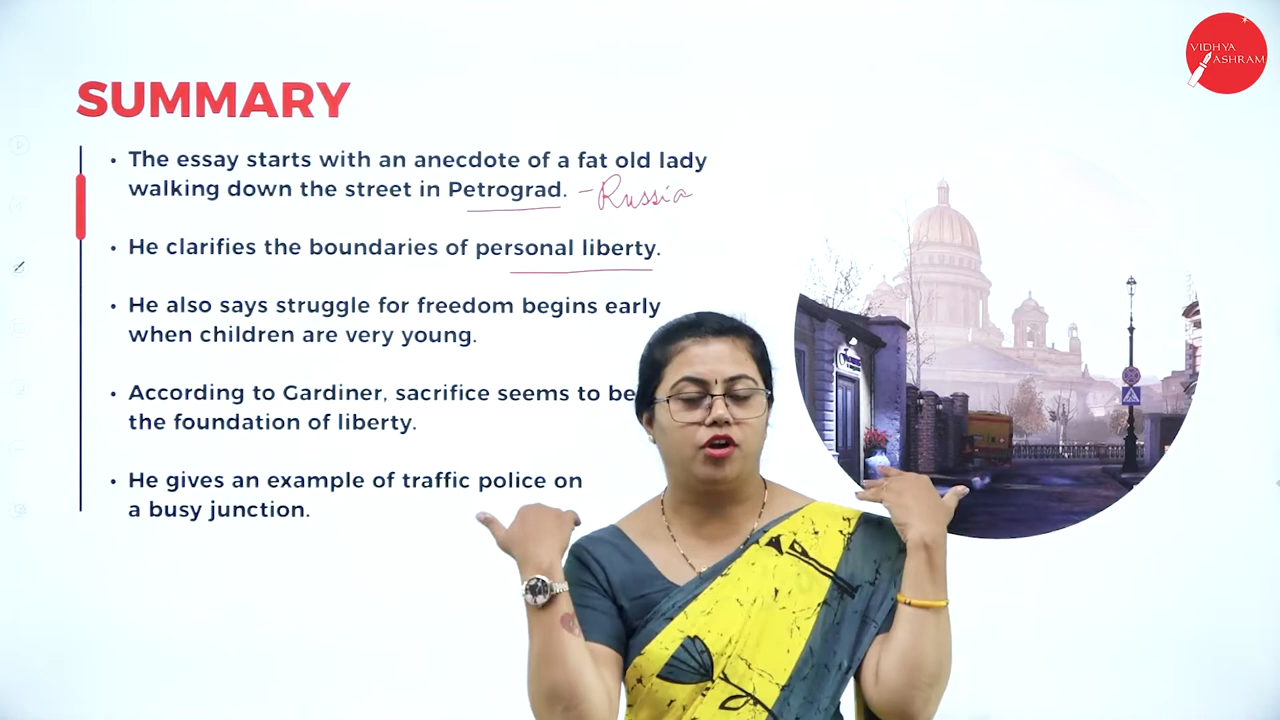 VIDHYA
ASHRAM
SUMMARY
• The essay starts with an anecdote of a fat old lady
walking down the street in Petrograd. - Russia
• He clarifies the boundaries of personal liberty.
• He also says struggle for freedom begins early
when children are very young.
• According to Gardiner, sacrifice seems to be
the foundation of liberty.
• He gives an example of traffic police on
a busy junction.